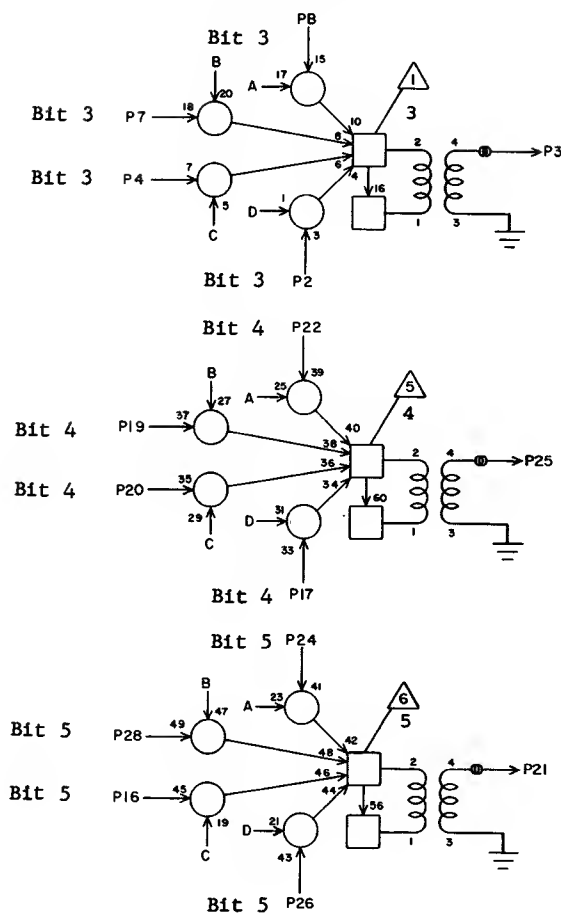 Bit 3 PB
B 15
A 17 1
20 10 3
Bit 3 P7 18 8 2 4 P3
Bit 3 P4 7 6
4 16
5 D 1 1 3
C 3
Bit 3 P2
Bit 4 P22
B 39
A 25 5
27 40 4
Bit 4 P19 37 38 2 4 P25
Bit 4 P20 35 36
34 60
29 D 31 1 3
C 33
Bit 4 P17
Bit 5 P24
B 41
A 23 6
47 42 5
Bit 5 P28 49 48 2 4 P21
Bit 5 P16 45 46
44 56
19 D 21 1 3
C 43
Bit 5 P26